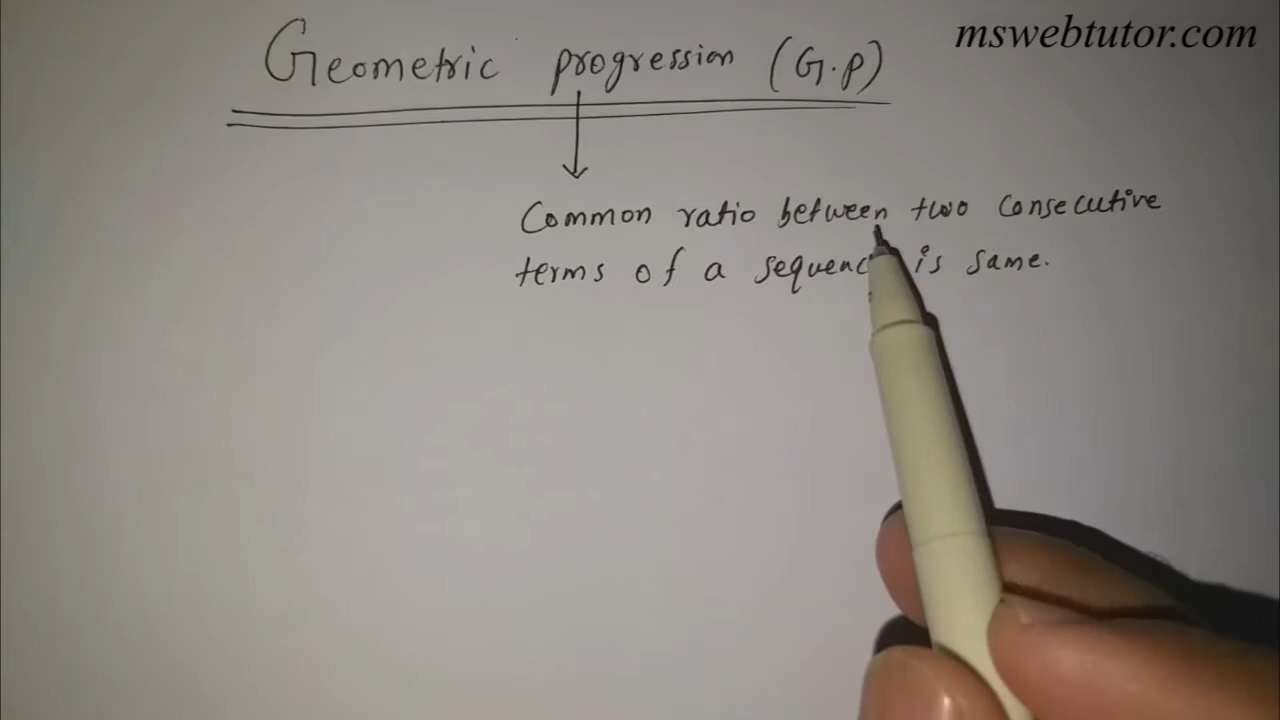 mswebtutor.com
Geometric progression (G.P)
Common ratio between two consecutive
terms of a sequence is same.